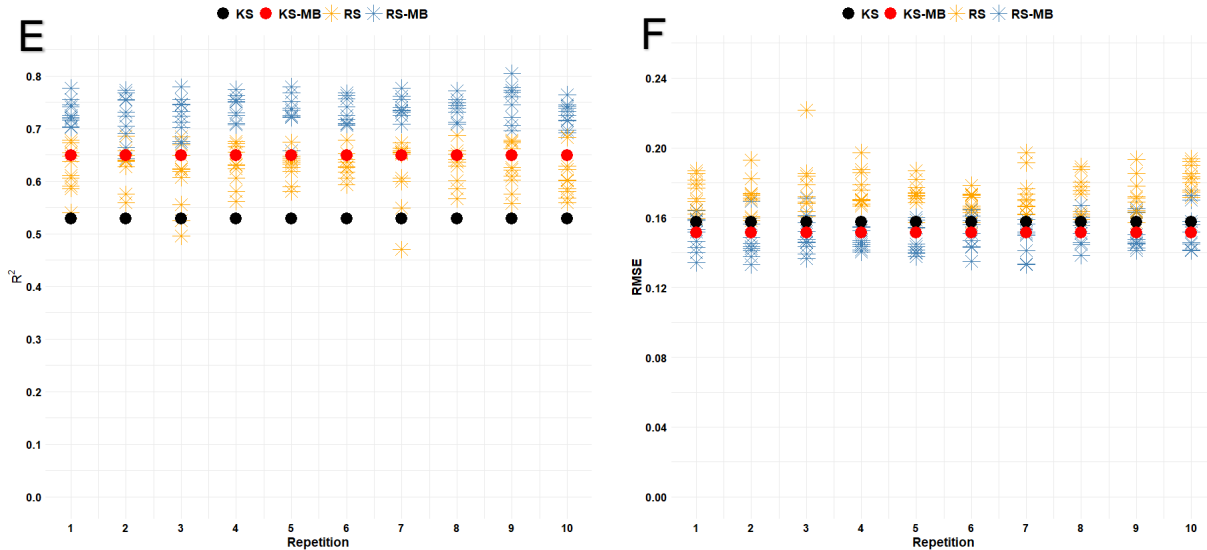 E
KS KS-MB RS RS-MB
0.8
0.7
0.6
0.5
0.4
0.3
0.2
0.1
0.0
R²
1 2 3 4 5 6 7 8 9 10
Repetition
F
KS KS-MB RS RS-MB
0.24
0.20
0.16
0.12
0.08
0.04
0.00
RMSE
1 2 3 4 5 6 7 8 9 10
Repetition